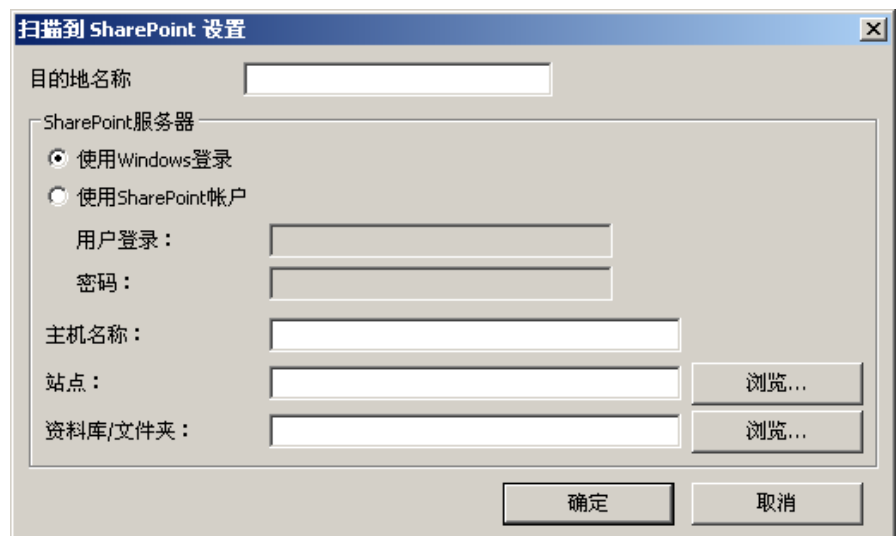 扫描到 SharePoint 设置
目的地名称
SharePoint服务器
使用Windows登录
使用SharePoint帐户
用户登录：
密码：
主机名称：
站点：
浏览...
资料库/文件夹：
浏览...
确定
取消